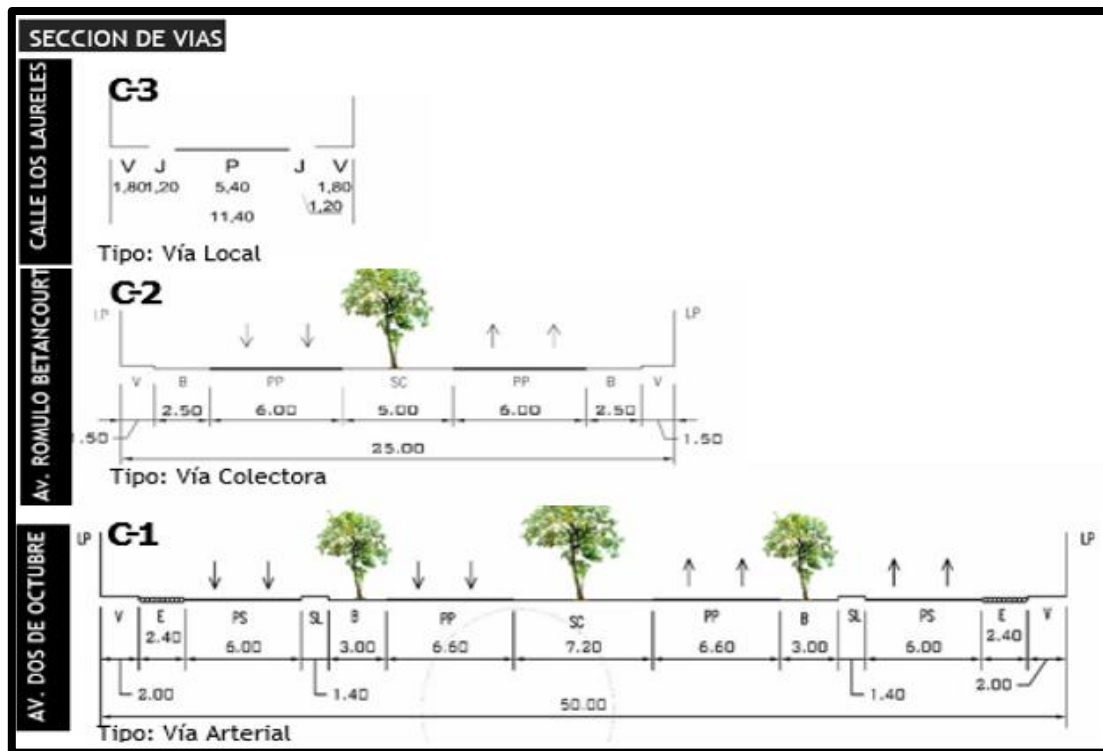 SECCION DE VIAS
CALLE LOS LAURELES
C-3
V J P J V
1,80 1,20 5,40 1,80
1,20
11,40
Tipo: Vía Local
Av. ROMULO BETANCOURT
C-2
LP LP
V B PP SC PP B V
2.50 6.00 5.00 6.00 2.50
1.50 1.50
25.00
Tipo: Vía Colectora
AV. DOS DE OCTUBRE
LP C-1 LP
V E PS SL B PP SC PP B SL PS E V
2.40 6.00 3.00 6.60 7.20 6.60 3.00 6.00 2.40
2.00 1.40 1.40 2.00
50.00
Tipo: Vía Arterial